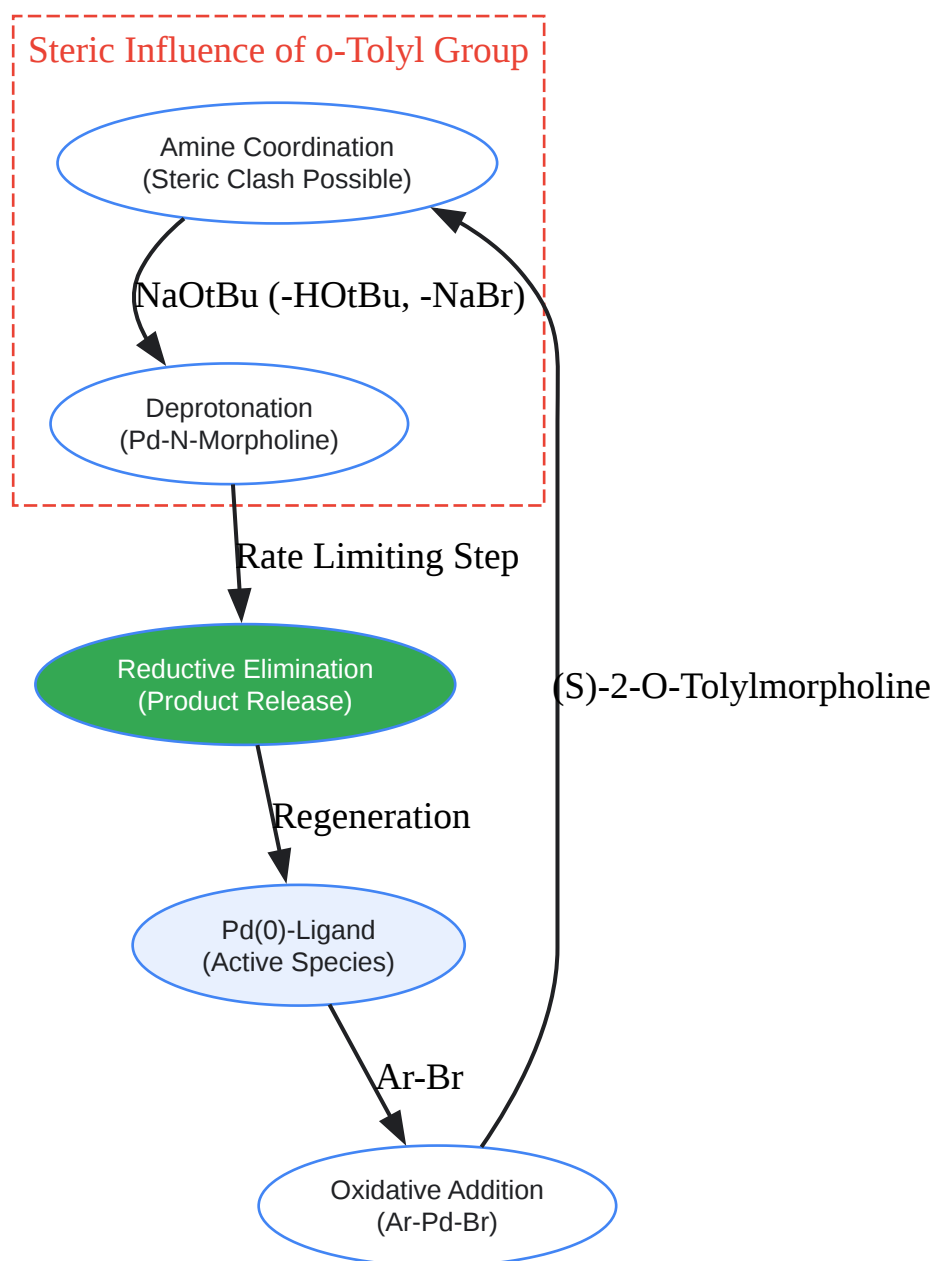 Steric Influence of o-Tolyl Group
Amine Coordination
(Steric Clash Possible)
NaOtBu (-HOtBu, -NaBr)
Deprotonation
(Pd-N-Morpholine)
Rate Limiting Step
Reductive Elimination
(Product Release)
(S)-2-O-Tolylmorpholine
Regeneration
Pd(0)-Ligand
(Active Species)
Ar-Br
Oxidative Addition
(Ar-Pd-Br)